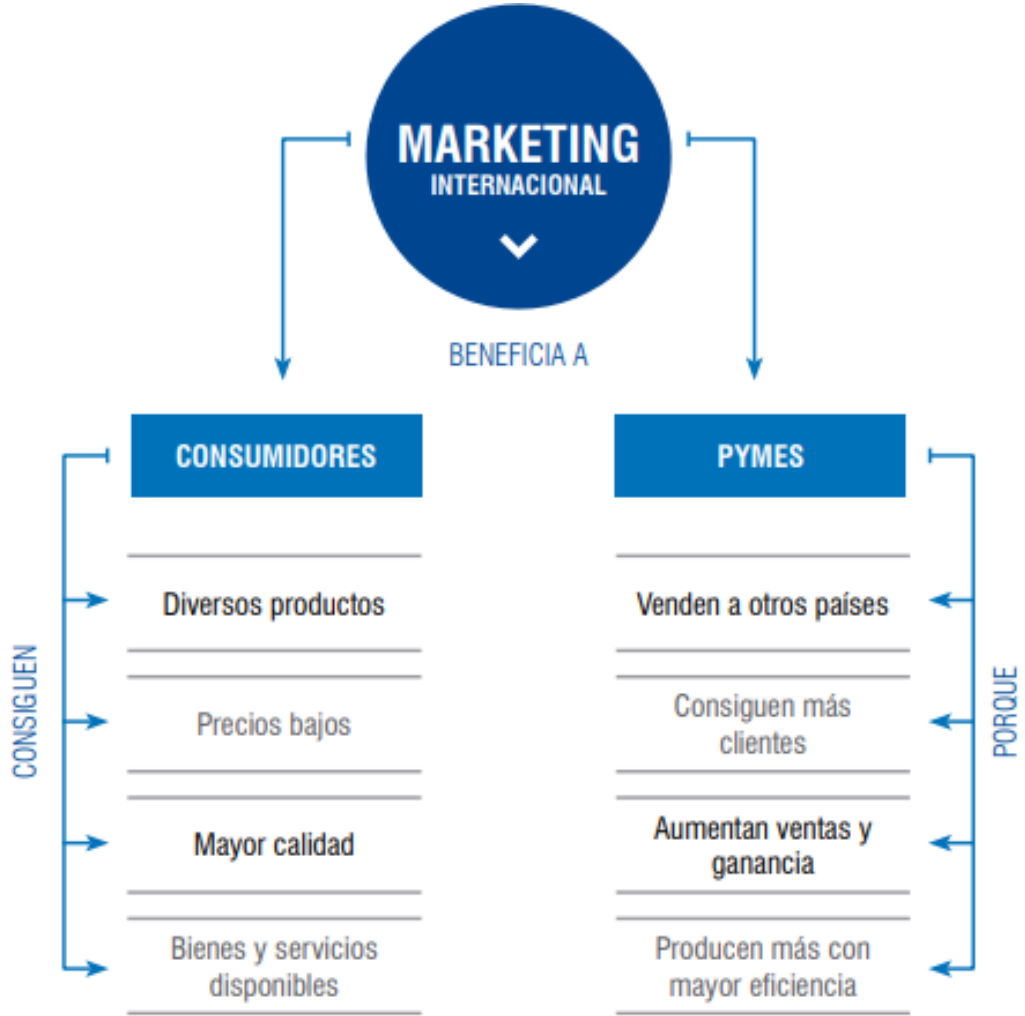 MARKETING
INTERNACIONAL
BENEFICIA A
CONSUMIDORES
CONSIGUEN
Diversos productos
Precios bajos
Mayor calidad
Bienes y servicios
disponibles
PYMES
PORQUE
Venden a otros países
Consiguen más
clientes
Aumentan ventas y
ganancia
Producen más con
mayor eficiencia